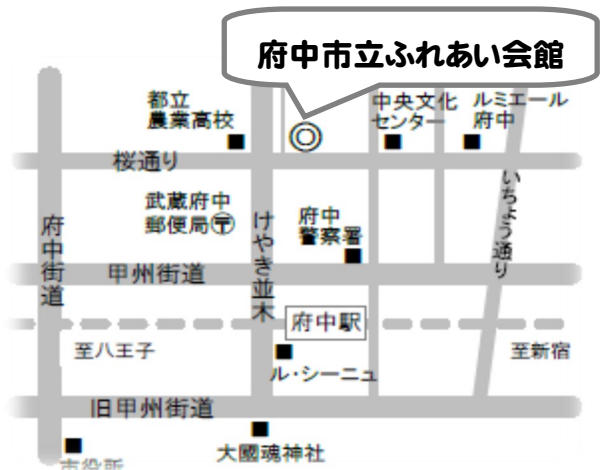 府中市立ふれあい会館
都立
農業高校
中央文化
センター
ルミエール
府中
桜通り
いちょう通り
武蔵府中
郵便局〒
府中
警察署
けやき並木
府中街道
甲州街道
府中駅
至八王子
至新宿
ル・シーニュ
旧甲州街道
大國魂神社
市役所